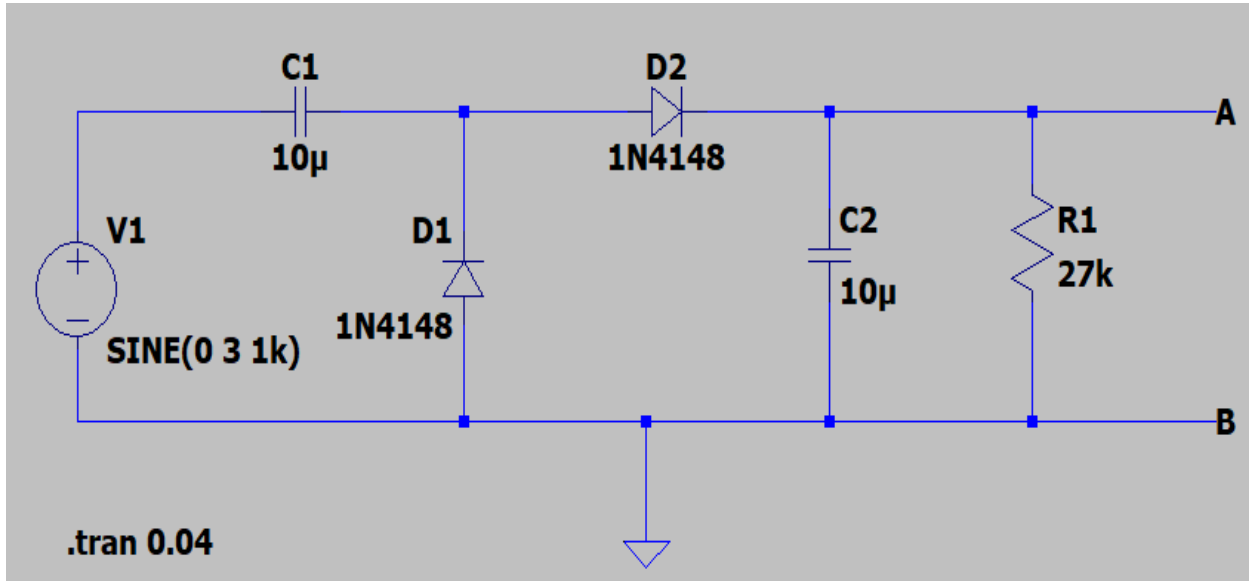 C1
10µ
D2
1N4148
A
V1
SINE(0 3 1k)
D1
1N4148
C2
10µ
R1
27k
B
.tran 0.04